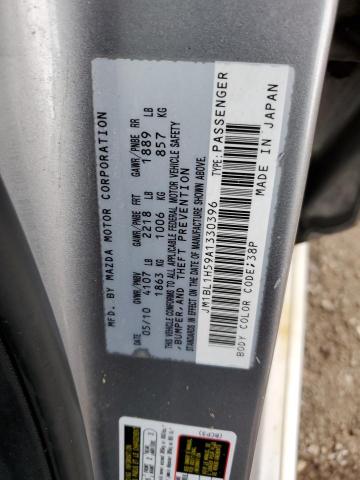 MFD. BY MAZDA MOTOR CORPORATION
05/10 GVWR/PNBV GAWR/PNBE FRT GAWR/PNBE RR
4107 LB 2218 LB 1889 LB
1863 KG 1006 KG 857 KG
THIS VEHICLE CONFORMS TO ALL APPLICABLE FEDERAL MOTOR VEHICLE SAFETY
, BUMPER, AND THEFT PREVENTION
STANDARDS IN EFFECT ON THE DATE OF MANUFACTURE SHOWN ABOVE.
JM1BL1H59A1330396 TYPE: PASSENGER
BODY COLOR CODE: 38P MADE IN JAPAN